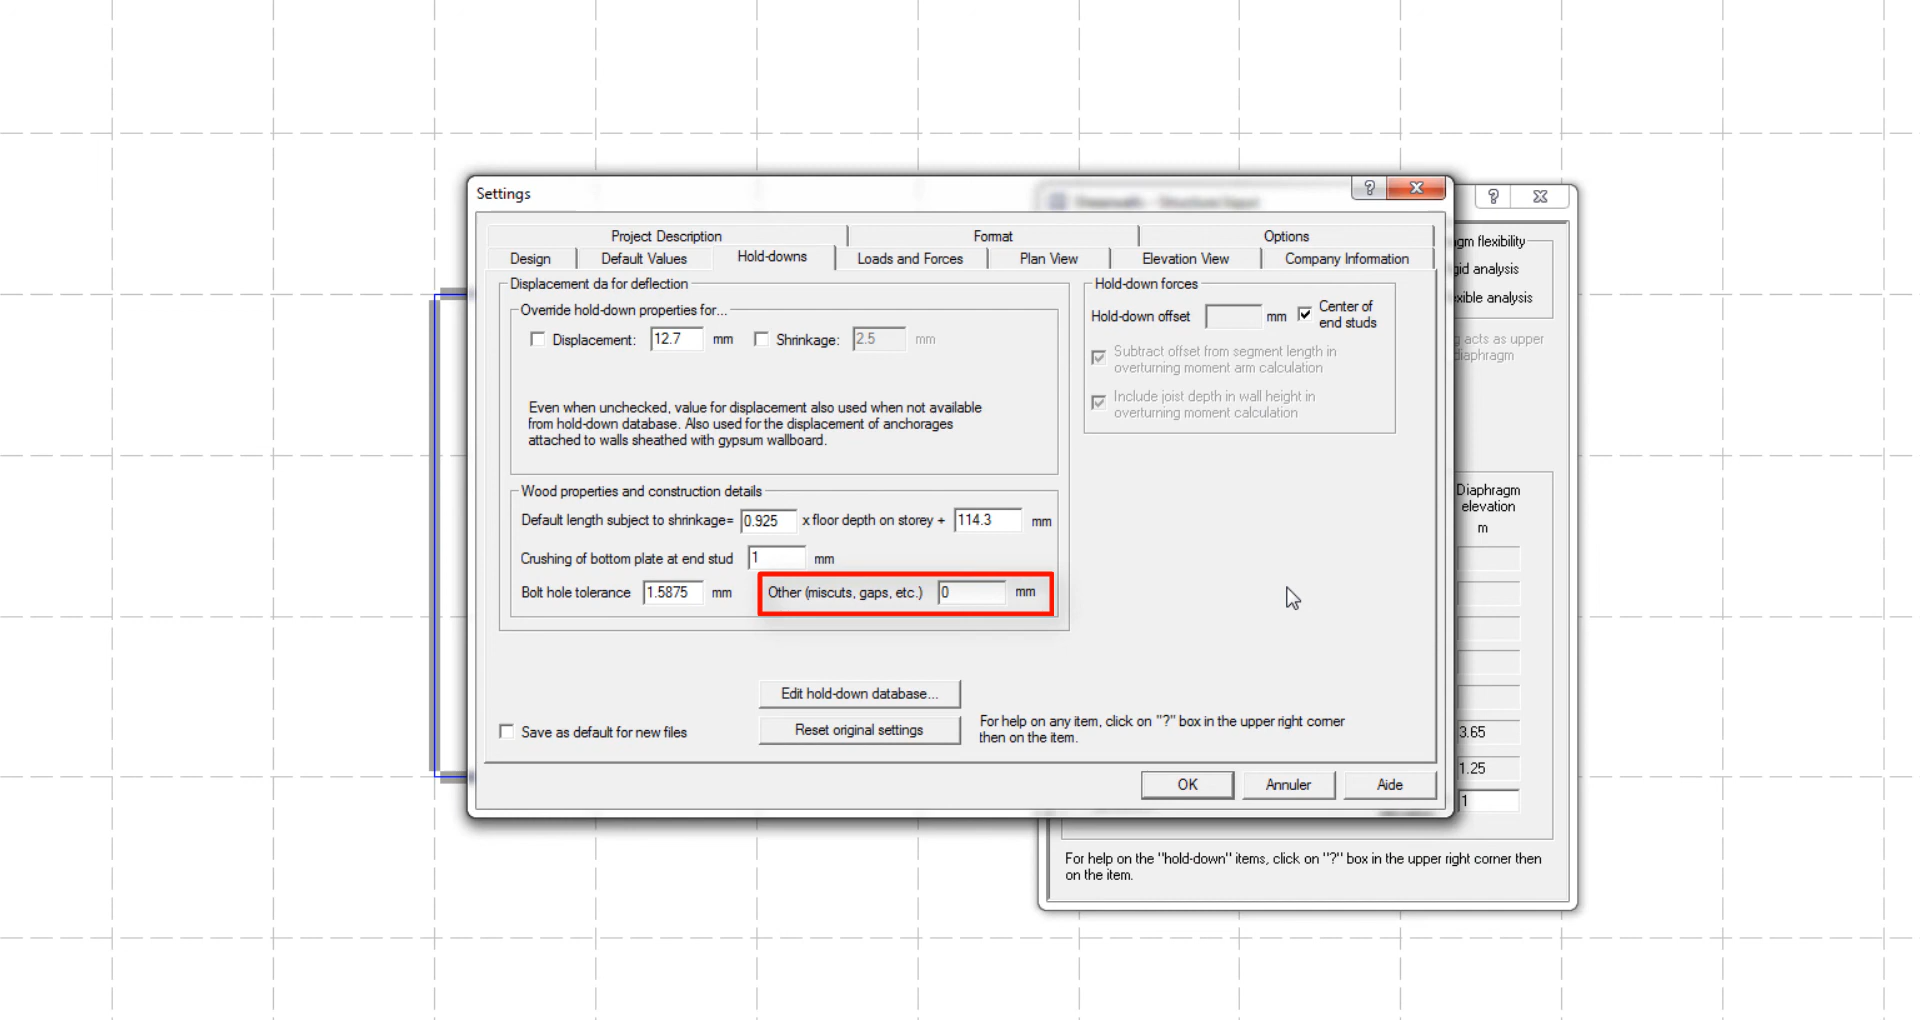 Settings
Project Description
Format
Options
Design
Default Values
Hold-downs
Loads and Forces
Plan View
Elevation View
Company Information
Displacement da for deflection
Override hold-down properties for...
Displacement: 12.7 mm
Shrinkage: 2.5 mm
Even when unchecked, value for displacement also used when not available
from hold-down database. Also used for the displacement of anchorages
attached to walls sheathed with gypsum wallboard.
Wood properties and construction details
Default length subject to shrinkage= 0.925 x floor depth on storey + 114.3 mm
Crushing of bottom plate at end stud 1 mm
Bolt hole tolerance 1.5875 mm
Other (miscuts, gaps, etc.) 0 mm
Hold-down forces
Hold-down offset mm
Center of
end studs
Subtract offset from segment length in
overturning moment arm calculation
Include joist depth in wall height in
overturning moment calculation
Edit hold-down database...
Save as default for new files
Reset original settings
For help on any item, click on "?" box in the upper right corner
then on the item.
OK
Annuler
Aide
gm flexibility
gid analysis
xible analysis
g acts as upper
diaphragm
Diaphragm
elevation
m
3.65
1.25
1
For help on the "hold-down" items, click on "?" box in the upper right corner then
on the item.